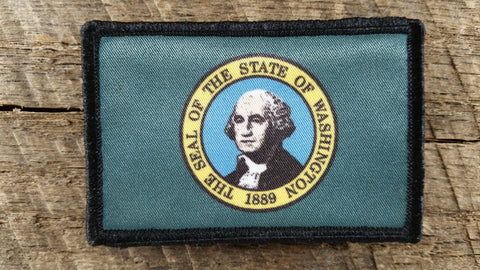 THE SEAL OF THE STATE OF WASHINGTON
1889